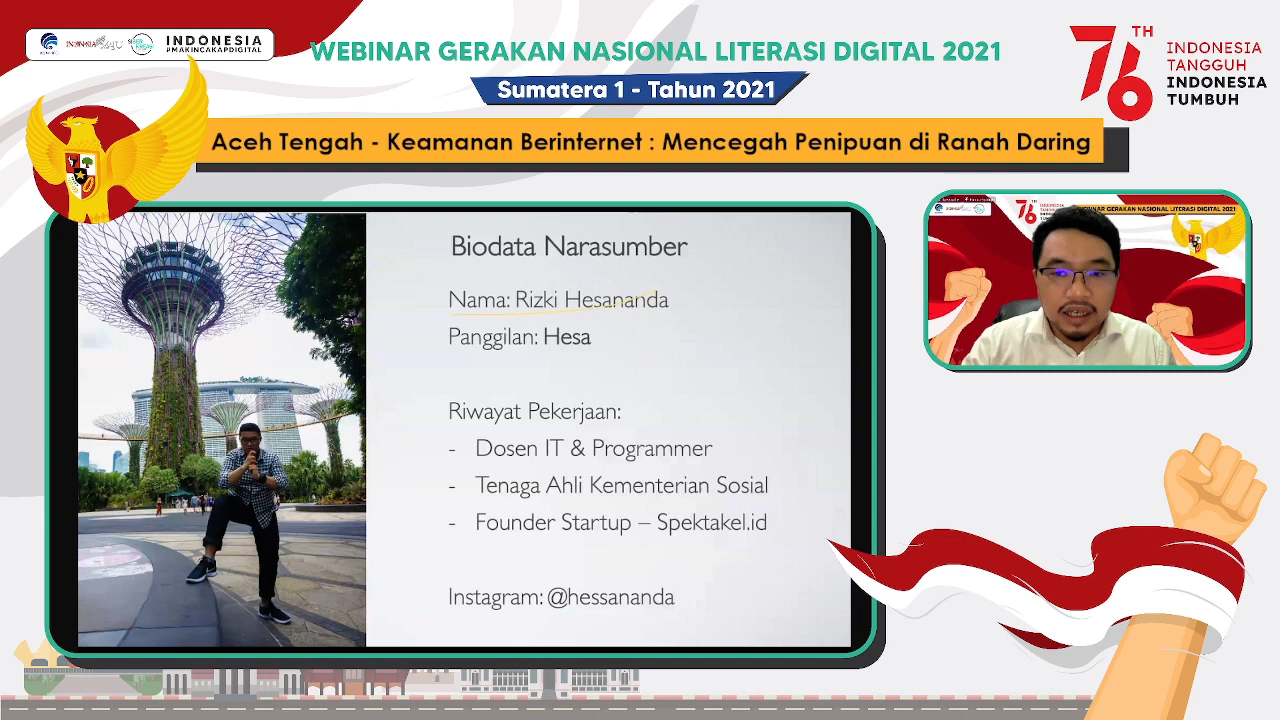 INDONESIA
#MAKINCAKAPDIGITAL
WEBINAR GERAKAN NASIONAL LITERASI DIGITAL 2021
Sumatera 1 - Tahun 2021
76TH
INDONESIA
TANGGUH
INDONESIA
TUMBUH
Aceh Tengah - Keamanan Berinternet : Mencegah Penipuan di Ranah Daring
WEBINAR GERAKAN NASIONAL LITERASI DIGITAL 2021
76
Biodata Narasumber
Nama: Rizki Hesananda
Panggilan: Hesa
Riwayat Pekerjaan:
- Dosen IT & Programmer
- Tenaga Ahli Kementerian Sosial
- Founder Startup – Spektakel.id
Instagram: @hessananda